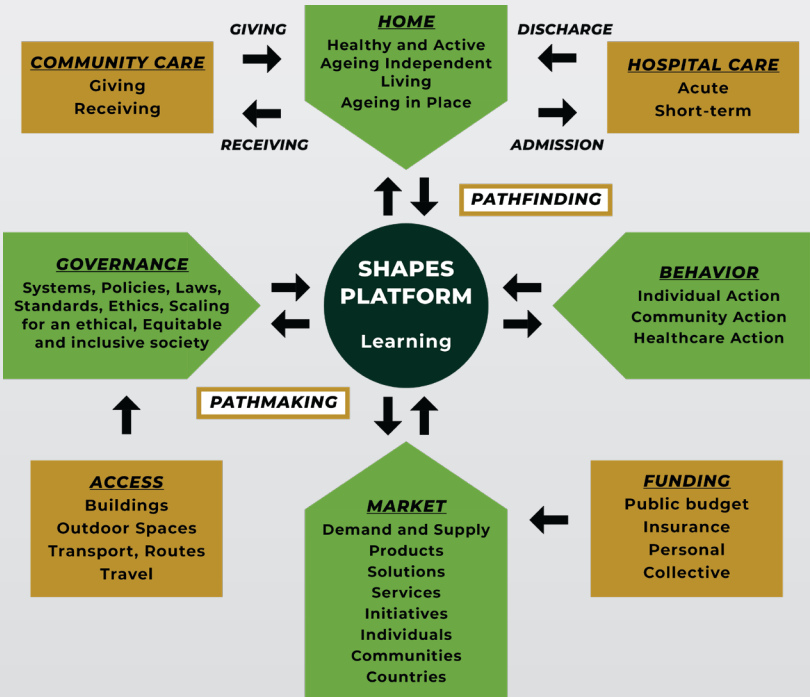 GIVING
HOME
DISCHARGE
COMMUNITY CARE
Giving
Receiving
Healthy and Active
Ageing Independent
Living
Ageing in Place
HOSPITAL CARE
Acute
Short-term
RECEIVING
ADMISSION
PATHFINDING
GOVERNANCE
Systems, Policies, Laws,
Standards, Ethics, Scaling
for an ethical, Equitable
and inclusive society
SHAPES
PLATFORM
Learning
BEHAVIOR
Individual Action
Community Action
Healthcare Action
PATHMAKING
ACCESS
Buildings
Outdoor Spaces
Transport, Routes
Travel
MARKET
Demand and Supply
Products
Solutions
Services
Initiatives
Individuals
Communities
Countries
FUNDING
Public budget
Insurance
Personal
Collective